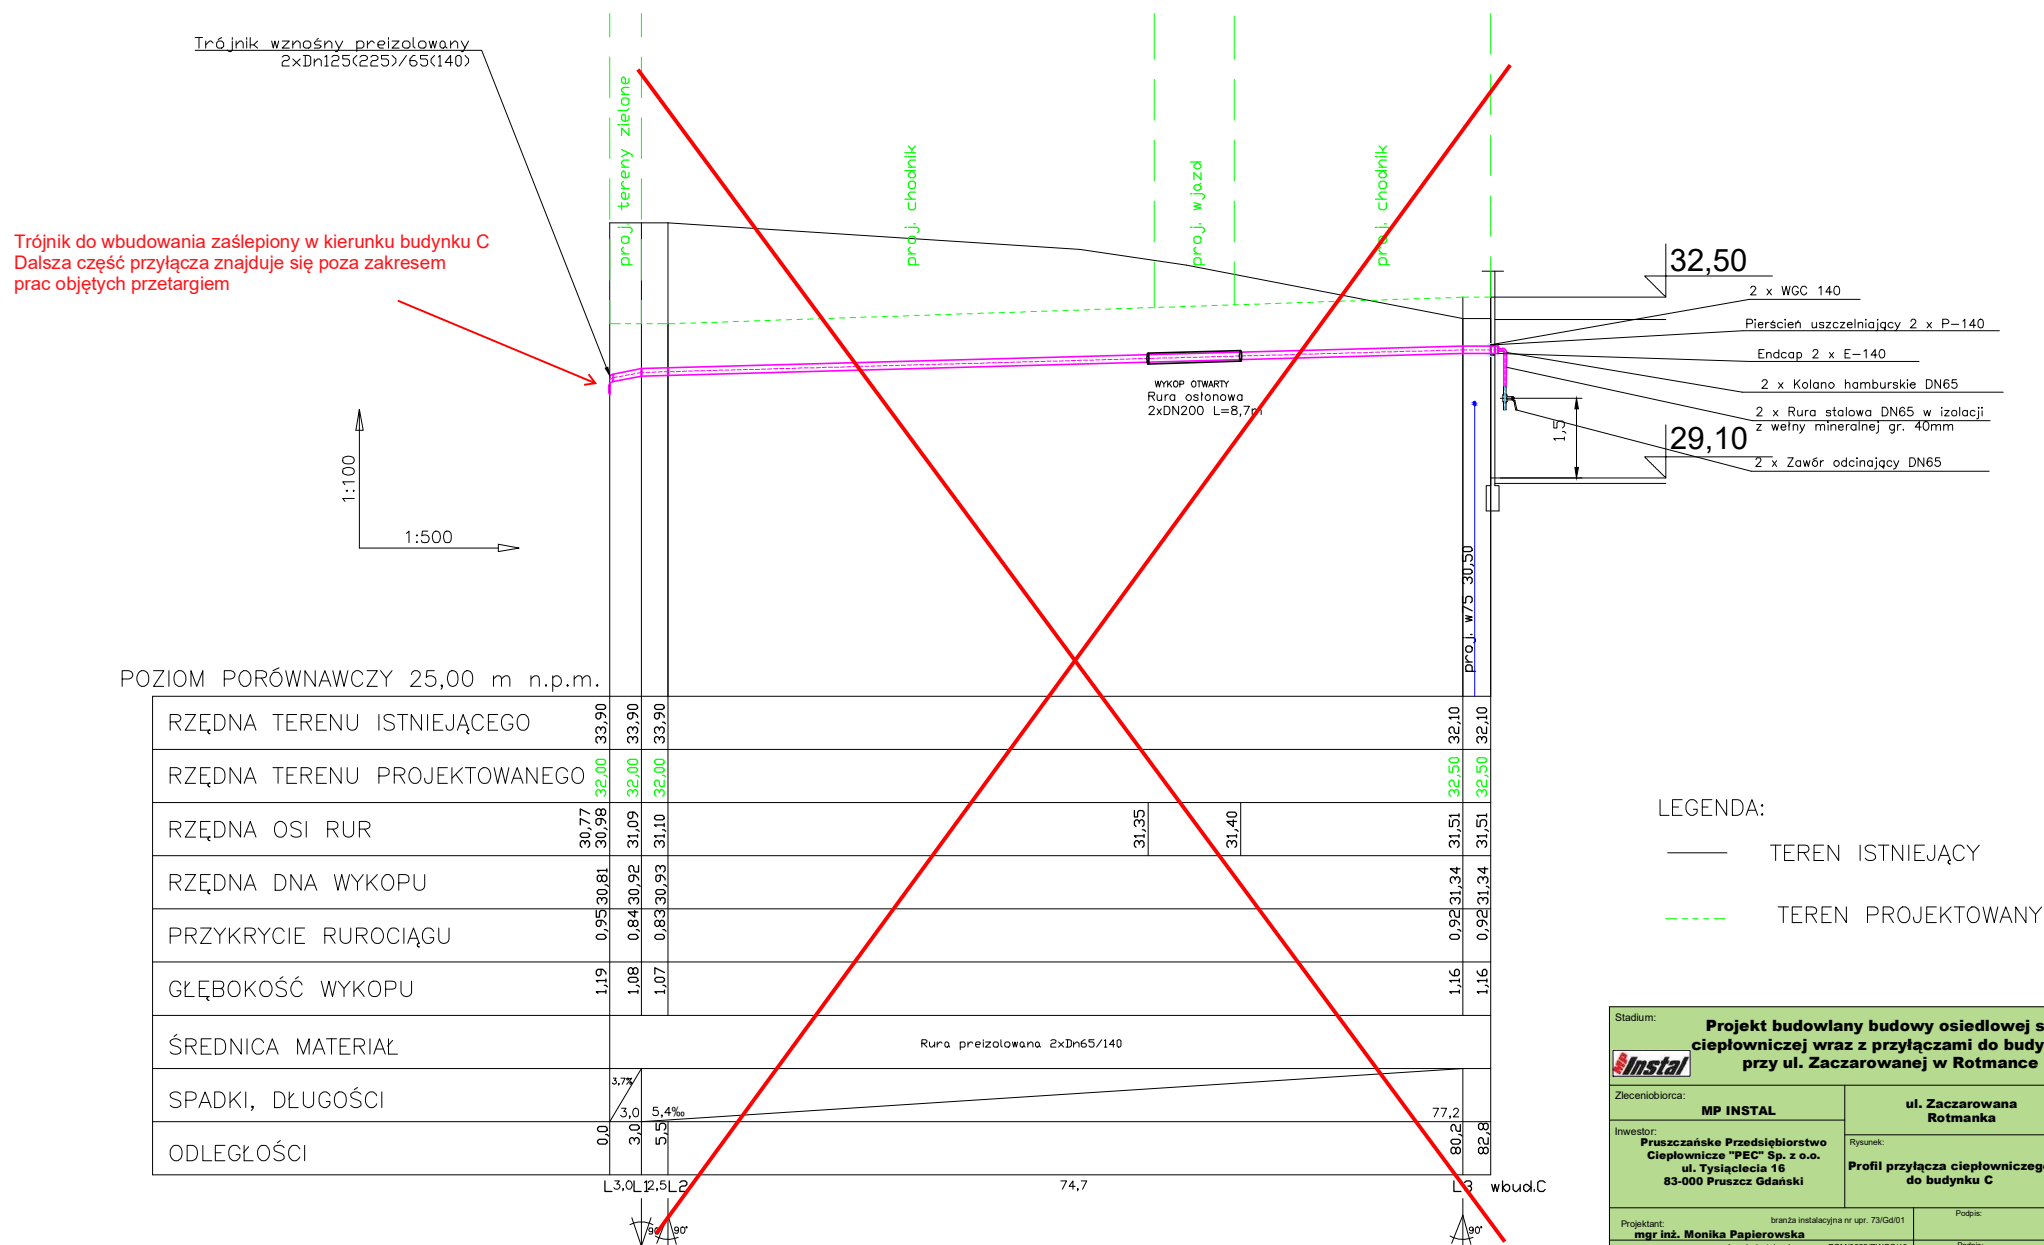 Trójnik wznośny preizolowany
2xDn125(225)/65(140)
proj. tereny zielone
proj. chodnik
proj. wjazd
proj. chodnik
Trójnik do wbudowania zaślepiony w kierunku budynku C
Dalsza część przyłącza znajduje się poza zakresem
prac objętych przetargiem
32,50
2 x WGC 140
Pierścień uszczelniający 2 x P-140
Endcap 2 x E-140
2 x Kolano hamburskie DN65
2 x Rura stalowa DN65 w izolacji
z wełny mineralnej gr. 40mm
29,10
2 x Zawór odcinający DN65
1,5
WYKOP OTWARTY
Rura osłonowa
2xDN200 L=8,7m
1:100
1:500
proj. w75 30,50
POZIOM PORÓWNAWCZY 25,00 m n.p.m.
RZĘDNA TERENU ISTNIEJĄCEGO 33,90 33,90 33,90 32,10 32,10
RZĘDNA TERENU PROJEKTOWANEGO 32,00 32,00 32,00 32,50 32,50
RZĘDNA OSI RUR 30,77 30,98 31,09 31,10 31,35 31,40 31,51 31,51
RZĘDNA DNA WYKOPU 30,81 30,92 30,93 31,34 31,34
PRZYKRYCIE RUROCIĄGU 0,95 0,84 0,83 0,92 0,92
GŁĘBOKOŚĆ WYKOPU 1,19 1,08 1,07 1,16 1,16
ŚREDNICA MATERIAŁ Rura preizolowana 2xDn65/140
SPADKI, DŁUGOŚCI 3,7% 3,0 5,4‰ 77,2
ODLEGŁOŚCI 0,0 3,0 5,5 80,2 82,8
L 3,0 L1 2,5 L2 74,7 L3 wbud.C
90° 90° 90°
LEGENDA:
TEREN ISTNIEJĄCY
TEREN PROJEKTOWANY
Stadium:
Projekt budowlany budowy osiedlowej s
ciepłowniczej wraz z przyłączami do budy
przy ul. Zaczarowanej w Rotmance
MP Instal
Zleceniobiorca:
MP INSTAL
ul. Zaczarowana
Rotmanka
Inwestor:
Pruszczańske Przedsiębiorstwo
Ciepłownicze "PEC" Sp. z o.o.
ul. Tysiąclecia 16
83-000 Pruszcz Gdański
Rysunek:
Profil przyłącza ciepłowniczego
do budynku C
Projektant:
branża instalacyjna nr upr. 73/Gd/01
mgr inż. Monika Papierowska
Podpis: